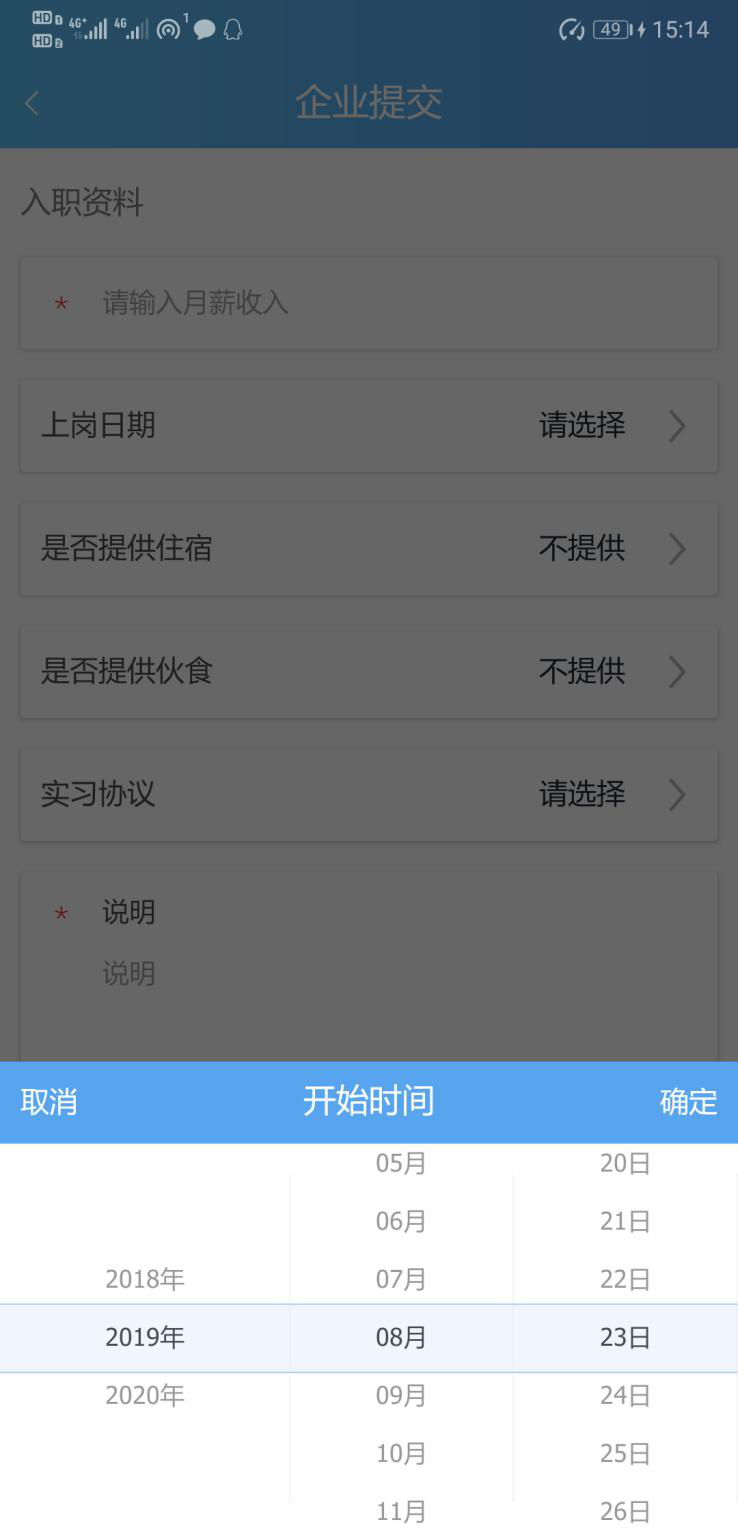 HD 1 4G+ 4G 1 49 15:14
HD 2
企业提交
入职资料
* 请输入月薪收入
上岗日期 请选择
是否提供住宿 不提供
是否提供伙食 不提供
实习协议 请选择
* 说明
说明
取消 开始时间 确定
05月 20日
06月 21日
2018年 07月 22日
2019年 08月 23日
2020年 09月 24日
10月 25日
11月 26日